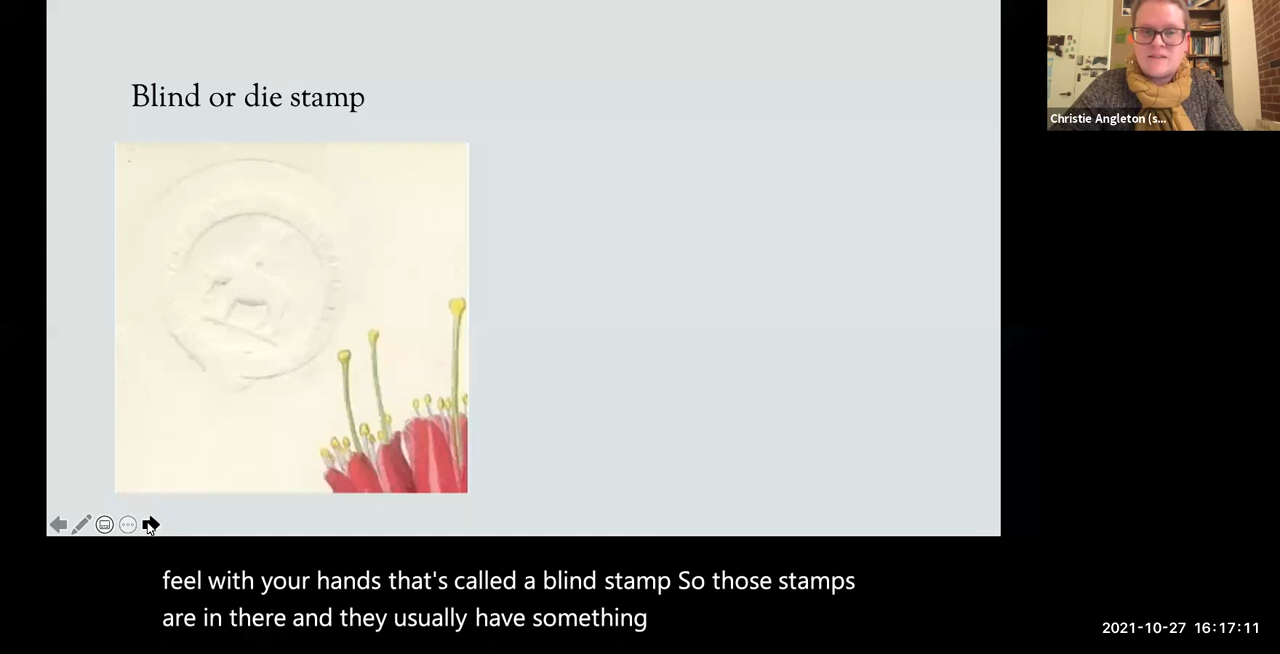 Blind or die stamp
Christie Angleton (s...
feel with your hands that's called a blind stamp So those stamps
are in there and they usually have something
2021-10-27 16:17:11